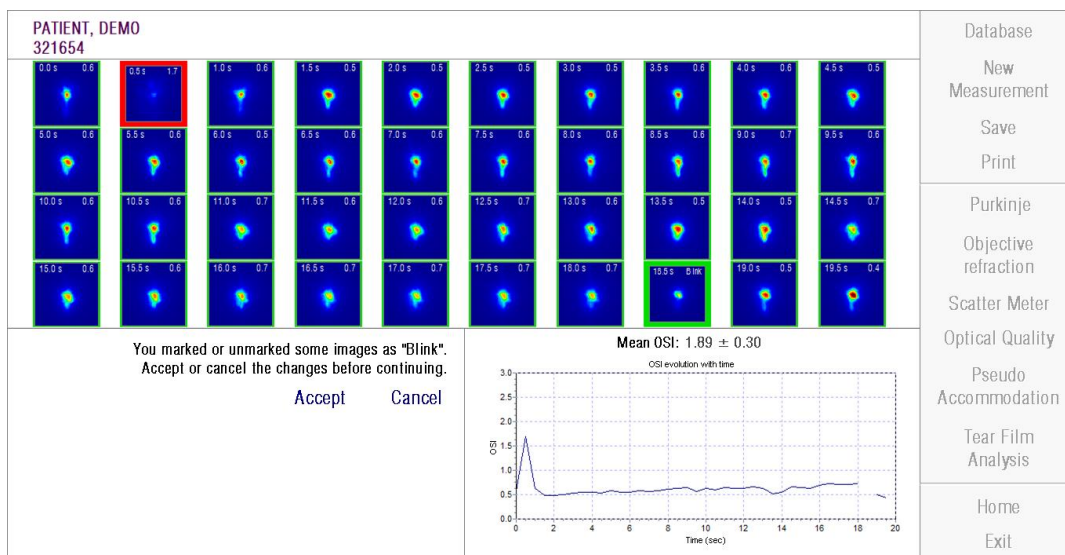 PATIENT, DEMO
321654
0.0 s 0.6
0.5 s 1.7
1.0 s 0.6
1.5 s 0.5
2.0 s 0.5
2.5 s 0.5
3.0 s 0.5
3.5 s 0.6
4.0 s 0.6
4.5 s 0.5
5.0 s 0.6
5.5 s 0.6
6.0 s 0.5
6.5 s 0.6
7.0 s 0.6
7.5 s 0.6
8.0 s 0.6
8.5 s 0.6
9.0 s 0.7
9.5 s 0.6
10.0 s 0.6
10.5 s 0.6
11.0 s 0.7
11.5 s 0.6
12.0 s 0.6
12.5 s 0.7
13.0 s 0.6
13.5 s 0.5
14.0 s 0.5
14.5 s 0.7
15.0 s 0.6
15.5 s 0.6
16.0 s 0.7
16.5 s 0.7
17.0 s 0.7
17.5 s 0.7
18.0 s 0.7
18.5 s Blink
19.0 s 0.5
19.5 s 0.4
You marked or unmarked some images as "Blink".
Accept or cancel the changes before continuing.
Accept Cancel
Mean OSI: 1.89 ± 0.30
OSI evolution with time
3.0
2.5
2.0
1.5
1.0
0.5
0.0
OSI
0 2 4 6 8 10 12 14 16 18 20
Time (sec)
Database
New
Measurement
Save
Print
Purkinje
Objective
refraction
Scatter Meter
Optical Quality
Pseudo
Accommodation
Tear Film
Analysis
Home
Exit